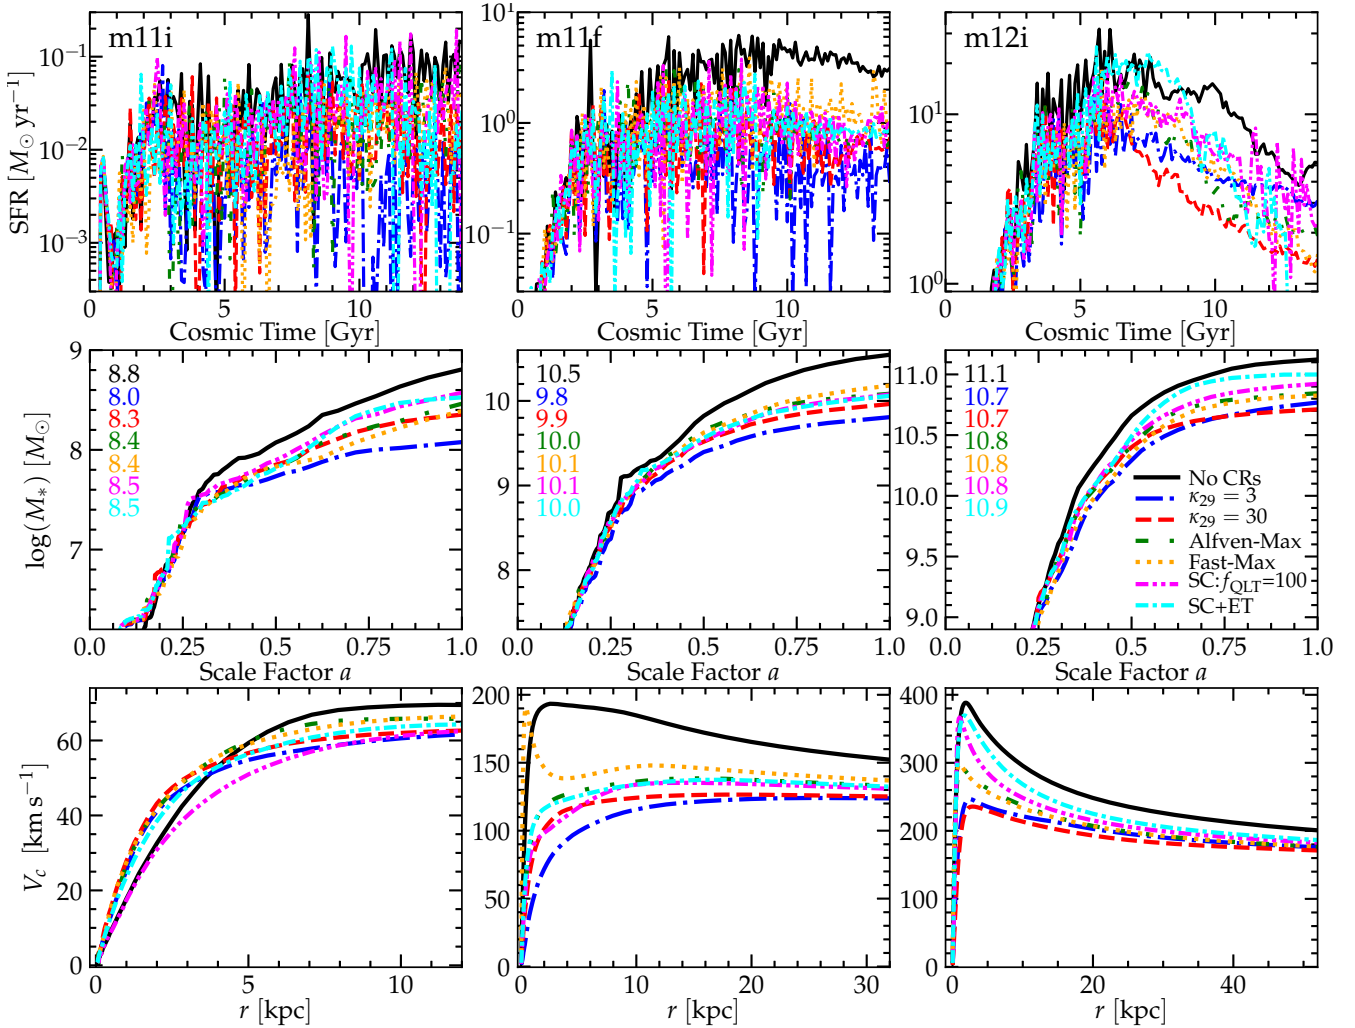 m11i
m11f
m12i
SFR [M⊙ yr⁻¹]
10⁻¹
10⁻²
10⁻³
10¹
10⁰
10⁻¹
10¹
10⁰
0 5 10
0 5 10
0 5 10
Cosmic Time [Gyr]
Cosmic Time [Gyr]
Cosmic Time [Gyr]
log(M*) [M⊙]
9
8
7
8.8
8.0
8.3
8.4
8.4
8.5
8.5
10
9
8
10.5
9.8
9.9
10.0
10.1
10.1
10.0
11.0
10.5
10.0
9.5
9.0
11.1
10.7
10.7
10.8
10.8
10.8
10.9
No CRs
κ₂₉ = 3
κ₂₉ = 30
Alfven-Max
Fast-Max
SC:f_QLT=100
SC+ET
0.0 0.25 0.5 0.75 1.0
0.0 0.25 0.5 0.75 1.0
0.0 0.25 0.5 0.75 1.0
Scale Factor a
Scale Factor a
Scale Factor a
V_c [km s⁻¹]
60
40
20
0
200
150
100
50
0
400
300
200
100
0
0 5 10
0 10 20 30
0 20 40
r [kpc]
r [kpc]
r [kpc]